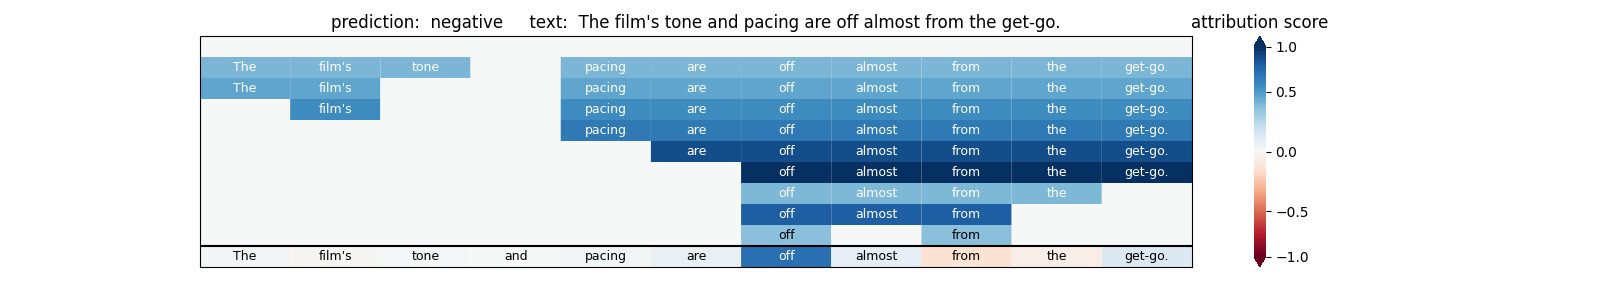 prediction:  negative     text:  The film's tone and pacing are off almost from the get-go.     attribution score
The film's tone pacing are off almost from the get-go.
The film's pacing are off almost from the get-go.
film's pacing are off almost from the get-go.
pacing are off almost from the get-go.
are off almost from the get-go.
off almost from the get-go.
off almost from the
off almost from
off from
The film's tone and pacing are off almost from the get-go.
1.0
0.5
0.0
−0.5
−1.0